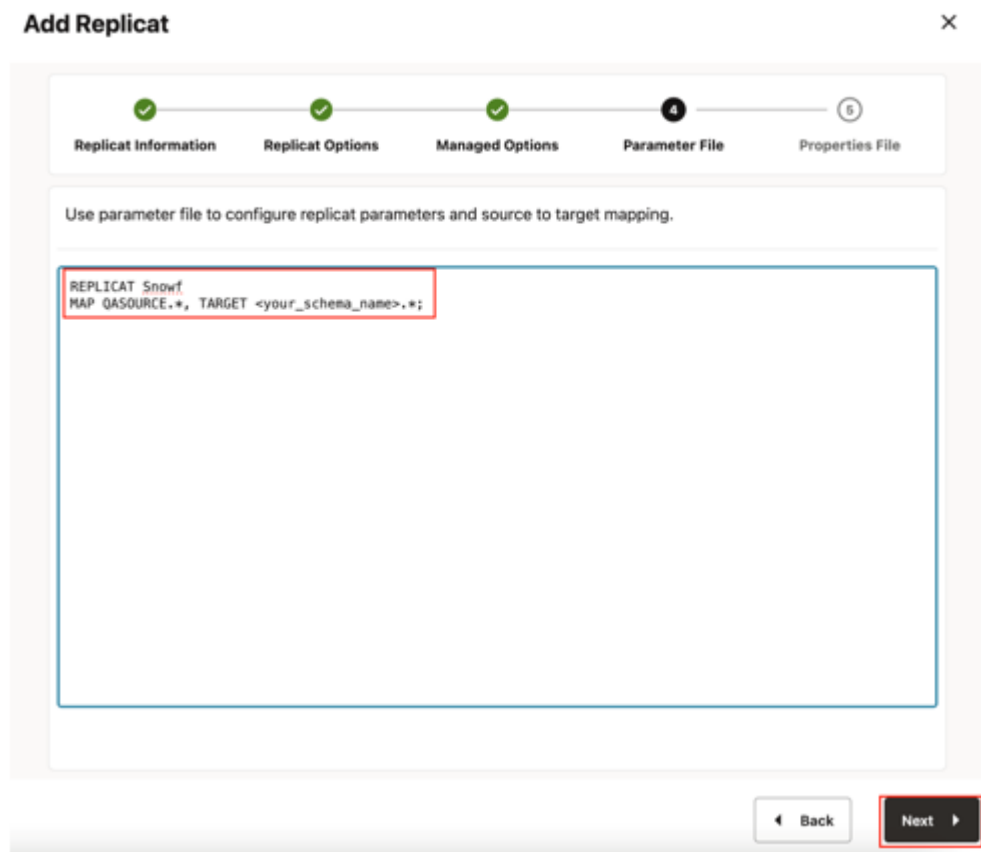 Add Replicat
4
5
Replicat Information
Replicat Options
Managed Options
Parameter File
Properties File
Use parameter file to configure replicat parameters and source to target mapping.
REPLICAT Snowf
MAP QASOURCE.*, TARGET <your_schema_name>.*;
Back
Next